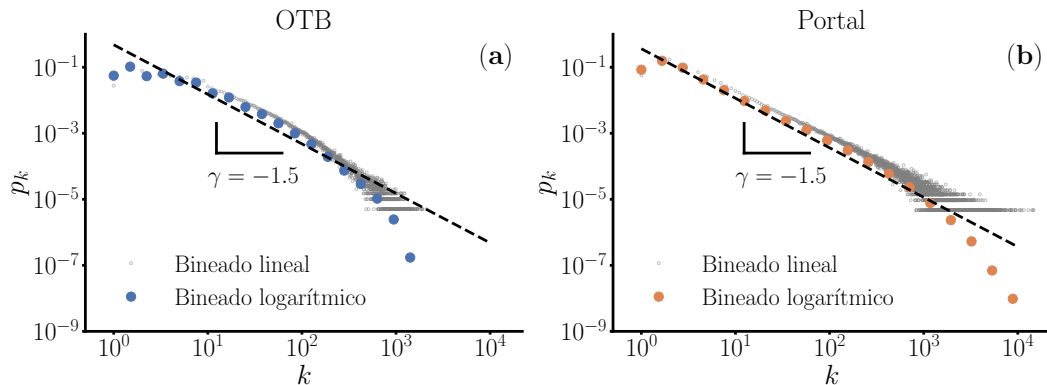 OTB
(a)
10^{-1}
10^{-3}
10^{-5}
10^{-7}
10^{-9}
p_k
γ = −1.5
Bineado lineal
Bineado logarítmico
10^0
10^1
10^2
10^3
10^4
k
Portal
(b)
10^{-1}
10^{-3}
10^{-5}
10^{-7}
10^{-9}
p_k
γ = −1.5
Bineado lineal
Bineado logarítmico
10^0
10^1
10^2
10^3
10^4
k